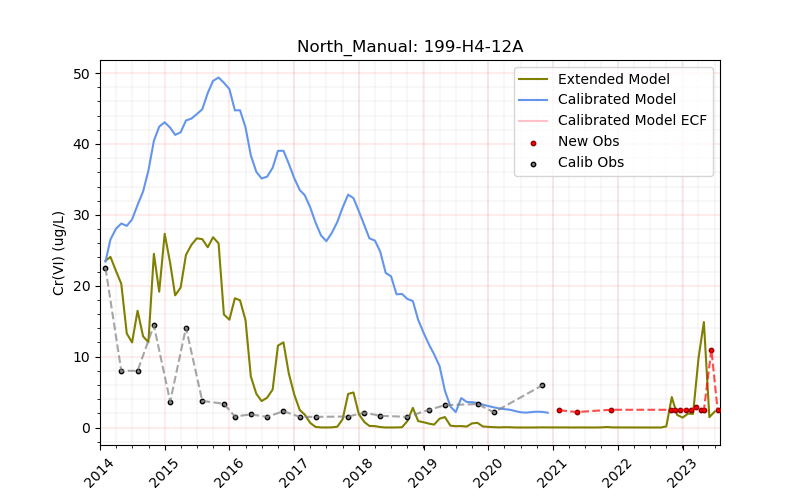 North_Manual: 199-H4-12A
Extended Model
Calibrated Model
Calibrated Model ECF
New Obs
Calib Obs
Cr(VI) (ug/L)
50
40
30
20
10
0
2014
2015
2016
2017
2018
2019
2020
2021
2022
2023